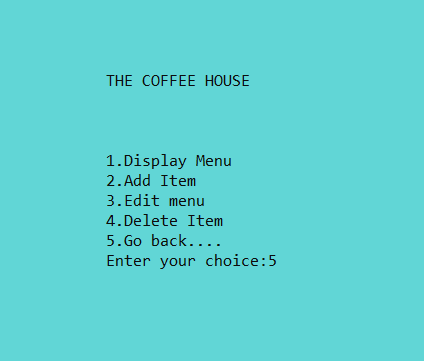 THE COFFEE HOUSE
1.Display Menu
2.Add Item
3.Edit menu
4.Delete Item
5.Go back....
Enter your choice:5